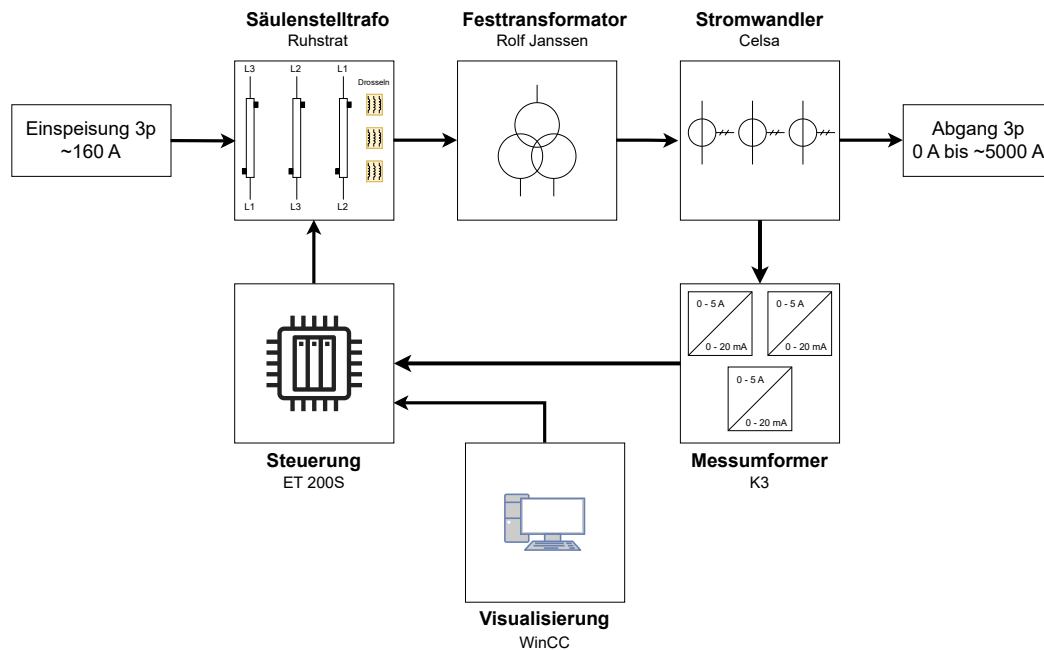 Säulenstelltrafo
Ruhstrat
Festtransformator
Rolf Janssen
Stromwandler
Celsa
Einspeisung 3p
~160 A
L3
L2
L1
Drosseln
L1
L3
L2
Abgang 3p
0 A bis ~5000 A
0 - 5 A
0 - 20 mA
0 - 5 A
0 - 20 mA
0 - 5 A
0 - 20 mA
Steuerung
ET 200S
Messumformer
K3
Visualisierung
WinCC